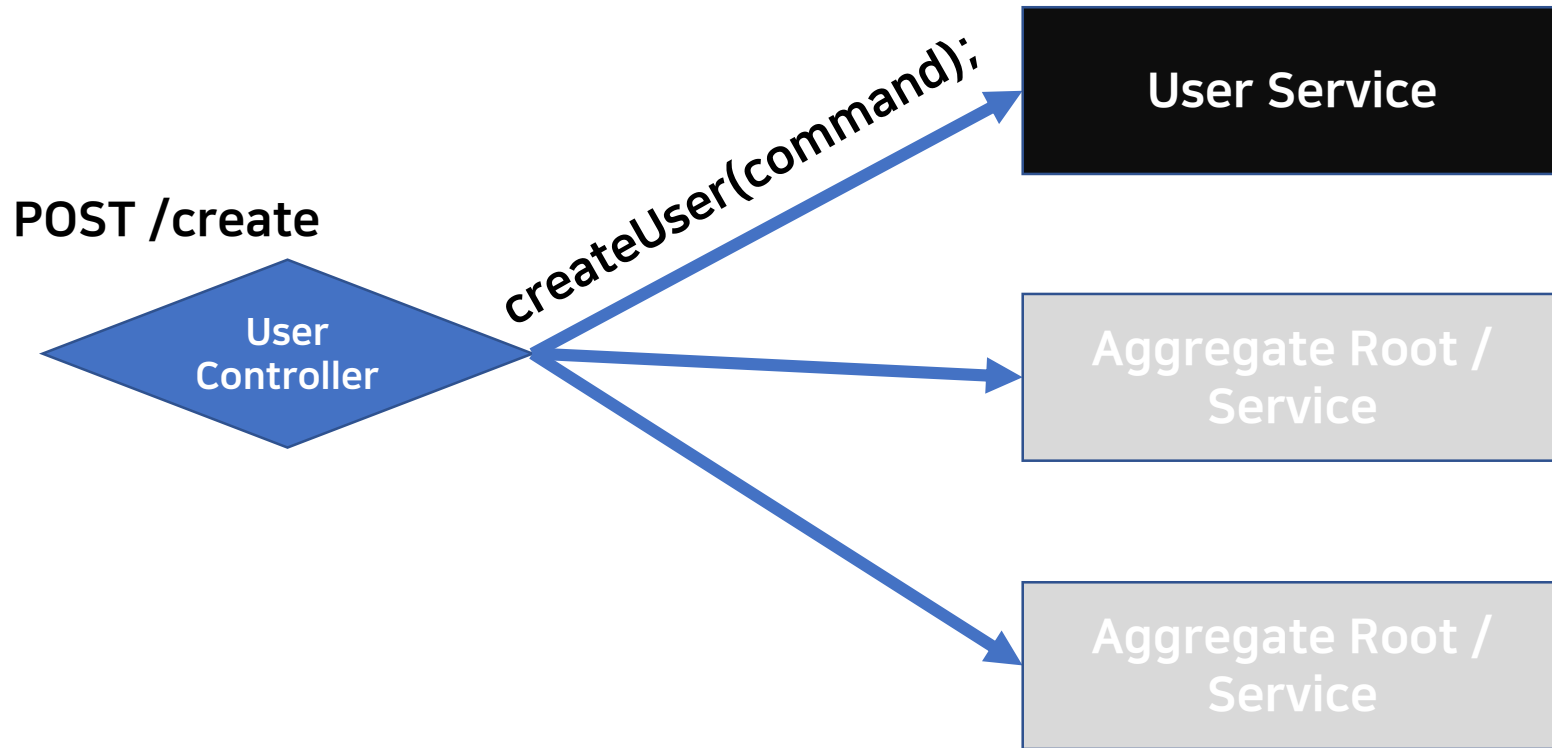 createUser(command);
User Service
POST /create
User
Controller
Aggregate Root /
Service
Aggregate Root /
Service